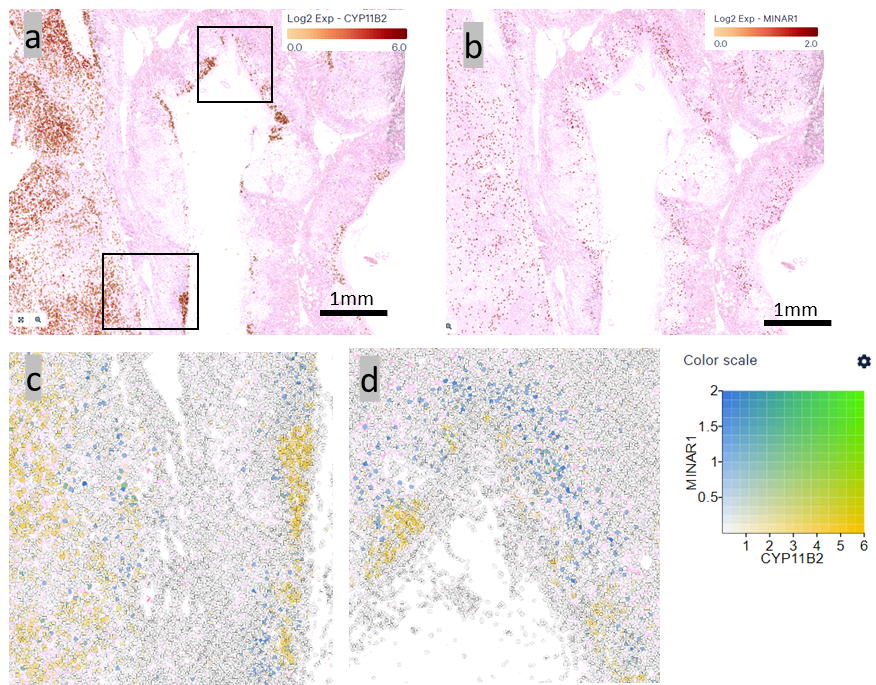 a
Log2 Exp - CYP11B2
0.0 6.0
1mm
b
Log2 Exp - MINAR1
0.0 2.0
1mm
c
d
Color scale
MINAR1
2
1.5
1
0.5
1 2 3 4 5 6
CYP11B2